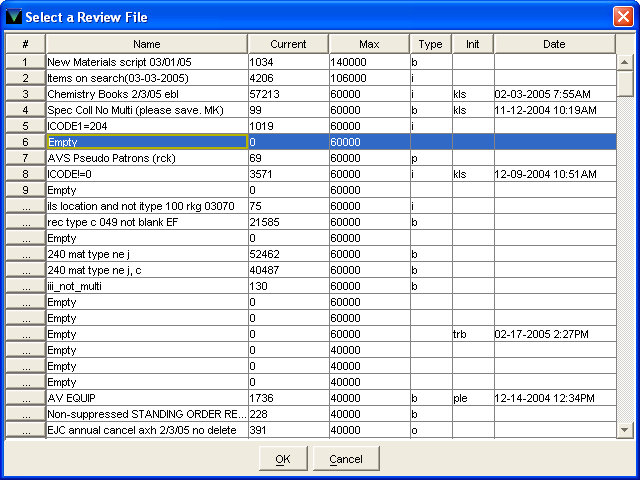 Select a Review File
# Name Current Max Type Init Date
1 New Materials script 03/01/05 1034 140000 b
2 Items on search(03-03-2005) 4206 106000 i
3 Chemistry Books 2/3/05 ebl 57213 60000 i kls 02-03-2005 7:55AM
4 Spec Coll No Multi (please save. MK) 99 60000 b kls 11-12-2004 10:19AM
5 ICODE1=204 1019 60000 i
6 Empty 0 60000
7 AVS Pseudo Patrons (rck) 69 60000 p
8 ICODE!=0 3571 60000 i kls 12-09-2004 10:51AM
9 Empty 0 60000
... ils location and not itype 100 rkg 03070 75 60000 i
... rec type c 049 not blank EF 21585 60000 b
... Empty 0 60000
... 240 mat type ne j 52462 60000 b
... 240 mat type ne j, c 40487 60000 b
... iii_not_multi 130 60000 b
... Empty 0 60000
... Empty 0 60000
... Empty 0 60000 trb 02-17-2005 2:27PM
... Empty 0 40000
... Empty 0 40000
... Empty 0 40000
... AV EQUIP 1736 40000 b ple 12-14-2004 12:34PM
... Non-suppressed STANDING ORDER RE... 228 40000 b
... EJC annual cancel axh 2/3/05 no delete 391 40000 o
OK Cancel